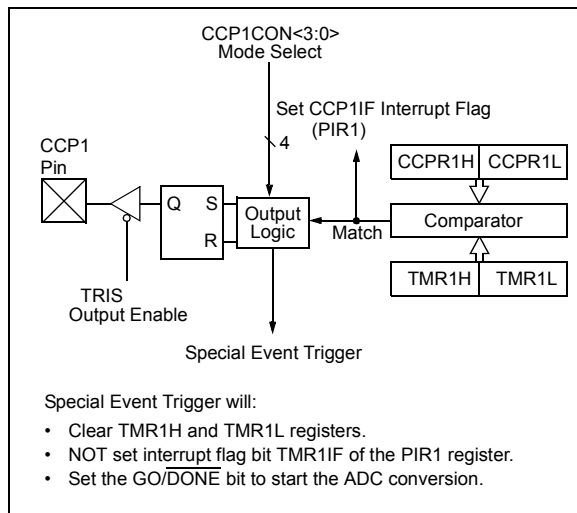 CCP1CON<3:0>
Mode Select
Set CCP1IF Interrupt Flag
(PIR1)
4
CCP1
Pin
CCPR1H CCPR1L
Q S
R
Output
Logic
Match
Comparator
TRIS
Output Enable
TMR1H TMR1L
Special Event Trigger
Special Event Trigger will:
• Clear TMR1H and TMR1L registers.
• NOT set interrupt flag bit TMR1IF of the PIR1 register.
• Set the GO/DONE bit to start the ADC conversion.